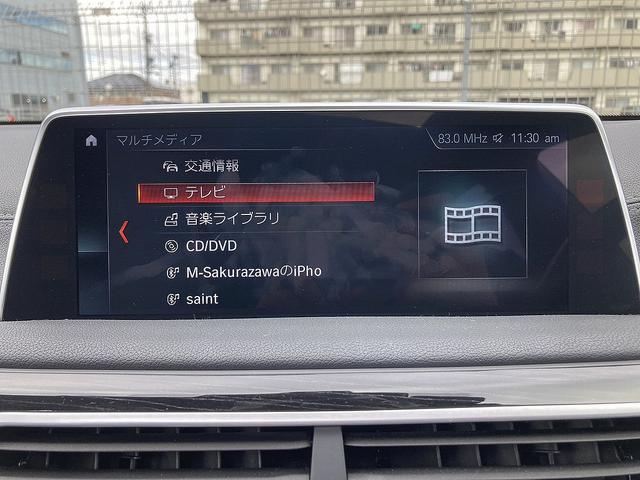 マルチメディア
83.0 MHz 11:30 am
交通情報
テレビ
音楽ライブラリ
CD/DVD
M-SakurazawaのiPho
saint